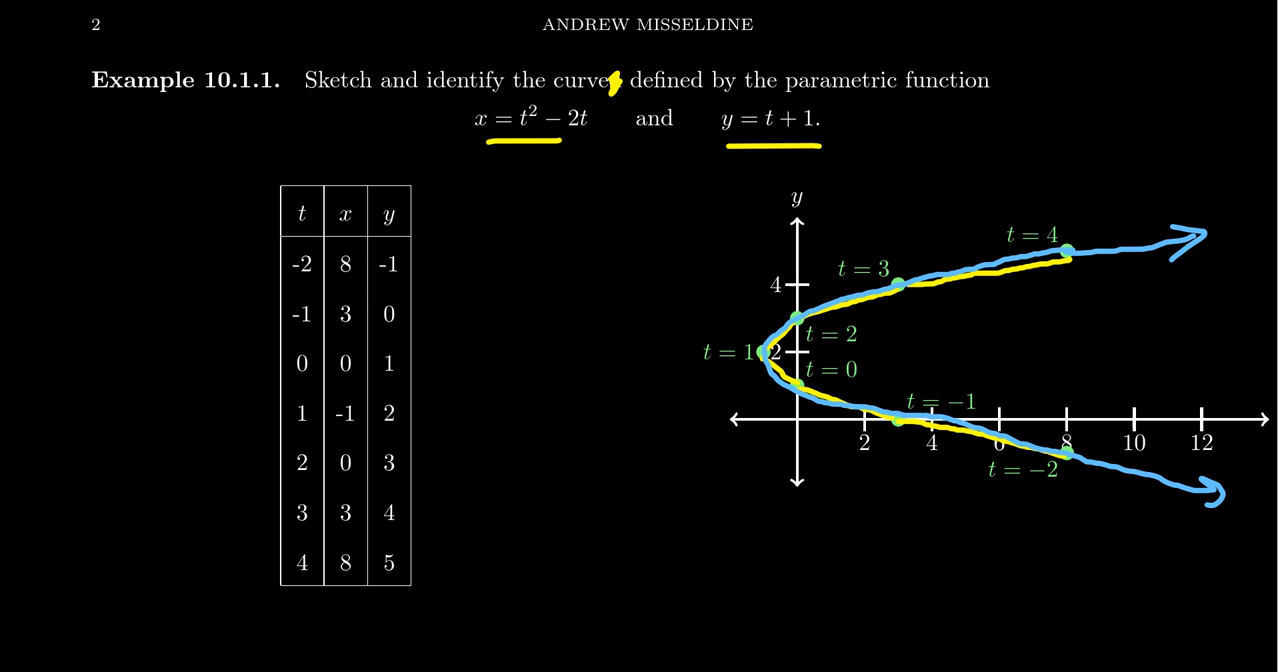 2 ANDREW MISSELDINE
Example 10.1.1. Sketch and identify the curve defined by the parametric function
x = t² − 2t and y = t + 1.
t x y
-2 8 -1
-1 3 0
0 0 1
1 -1 2
2 0 3
3 3 4
4 8 5
y
t = 4
t = 3
4
t = 2
t = 1 2
t = 0
t = −1
2 4 6 8 10 12
t = −2